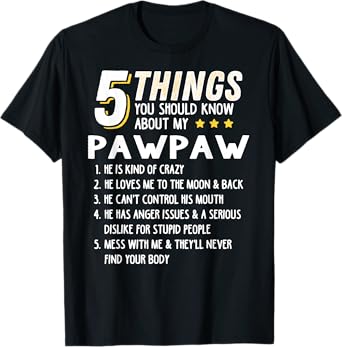 5 THINGS
YOU SHOULD KNOW
ABOUT MY
PAWPAW
1. HE IS KIND OF CRAZY
2. HE LOVES ME TO THE MOON & BACK
3. HE CAN'T CONTROL HIS MOUTH
4. HE HAS ANGER ISSUES & A SERIOUS
DISLIKE FOR STUPID PEOPLE
5. MESS WITH ME & THEY'LL NEVER
FIND YOUR BODY